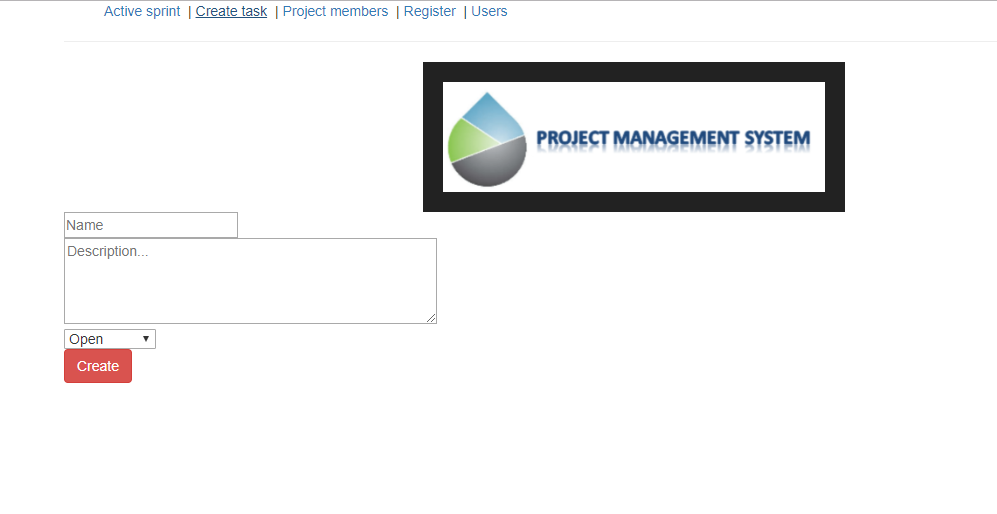 Active sprint | Create task | Project members | Register | Users
PROJECT MANAGEMENT SYSTEM
Name
Description...
Open
Create